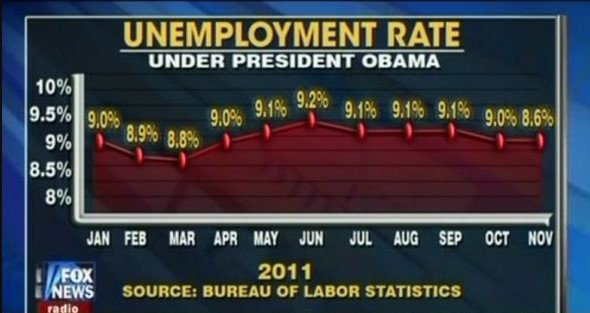 UNEMPLOYMENT RATE
UNDER PRESIDENT OBAMA
10%
9.5%
9%
8.5%
8%
9.0% 8.9% 8.8% 9.0% 9.1% 9.2% 9.1% 9.1% 9.1% 9.0% 8.6%
JAN FEB MAR APR MAY JUN JUL AUG SEP OCT NOV
2011
SOURCE: BUREAU OF LABOR STATISTICS
FOX
NEWS
radio